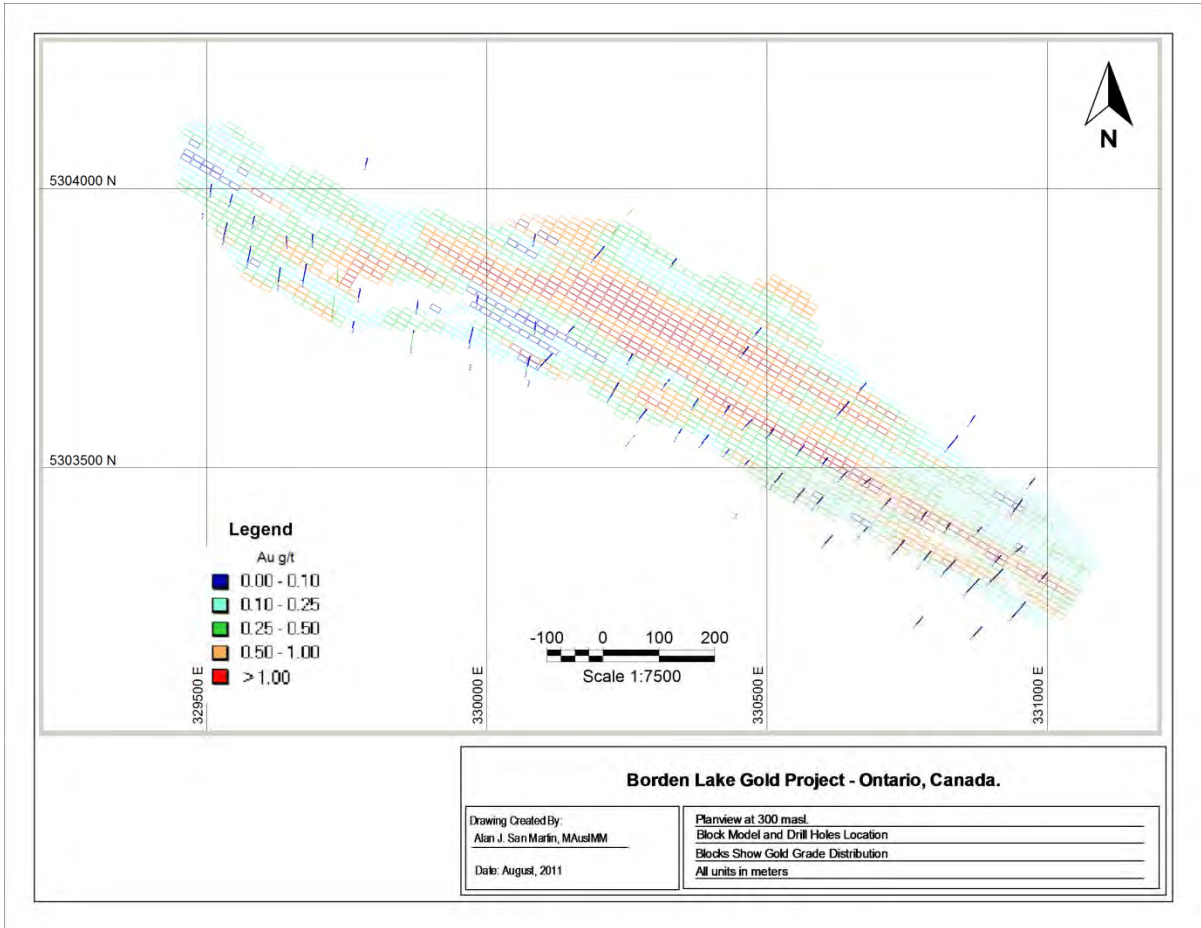 N
5304000 N
5303500 N
Legend
Au g/t
0.00 - 0.10
0.10 - 0.25
0.25 - 0.50
0.50 - 1.00
> 1.00
-100 0 100 200
Scale 1:7500
329500 E
330000 E
330500 E
331000 E
Borden Lake Gold Project - Ontario, Canada.
Drawing Created By:
Alan J. San Martin, MAusIMM
Date: August, 2011
Planview at 300 masl.
Block Model and Drill Holes Location
Blocks Show Gold Grade Distribution
All units in meters